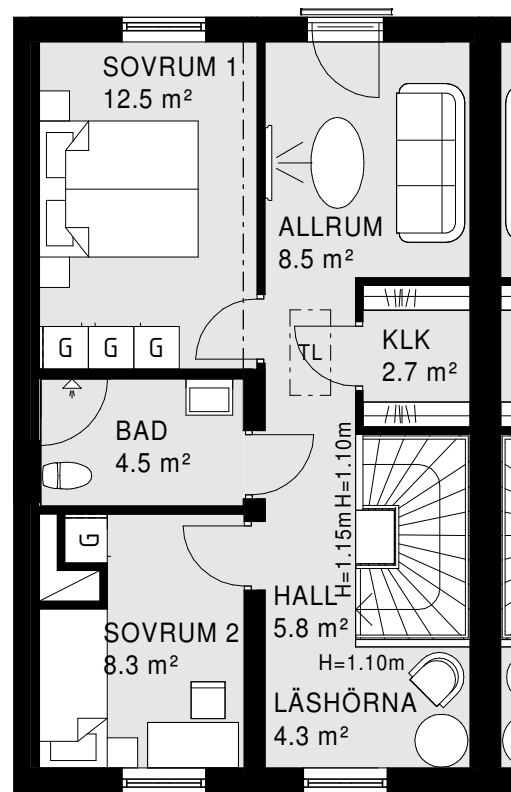 SOVRUM 1
12.5 m²
ALLRUM
8.5 m²
G G G
TL
KLK
2.7 m²
BAD
4.5 m²
H=1.10m
H=1.15m
G
HALL
5.8 m²
SOVRUM 2
8.3 m²
H=1.10m
LÄSHÖRNA
4.3 m²